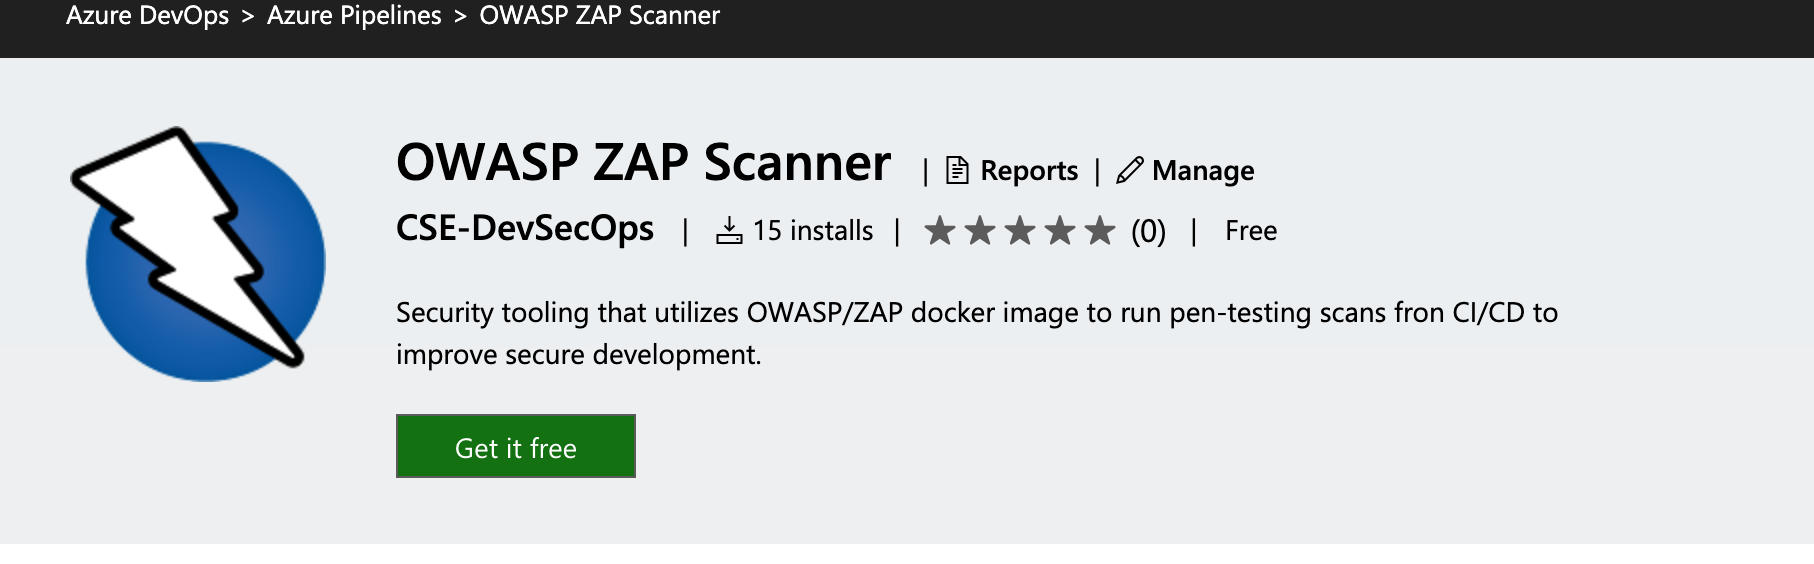 Azure DevOps > Azure Pipelines > OWASP ZAP Scanner
OWASP ZAP Scanner | Reports | Manage
CSE-DevSecOps | 15 installs | ★★★★★ (0) | Free
Security tooling that utilizes OWASP/ZAP docker image to run pen-testing scans fron CI/CD to
improve secure development.
Get it free